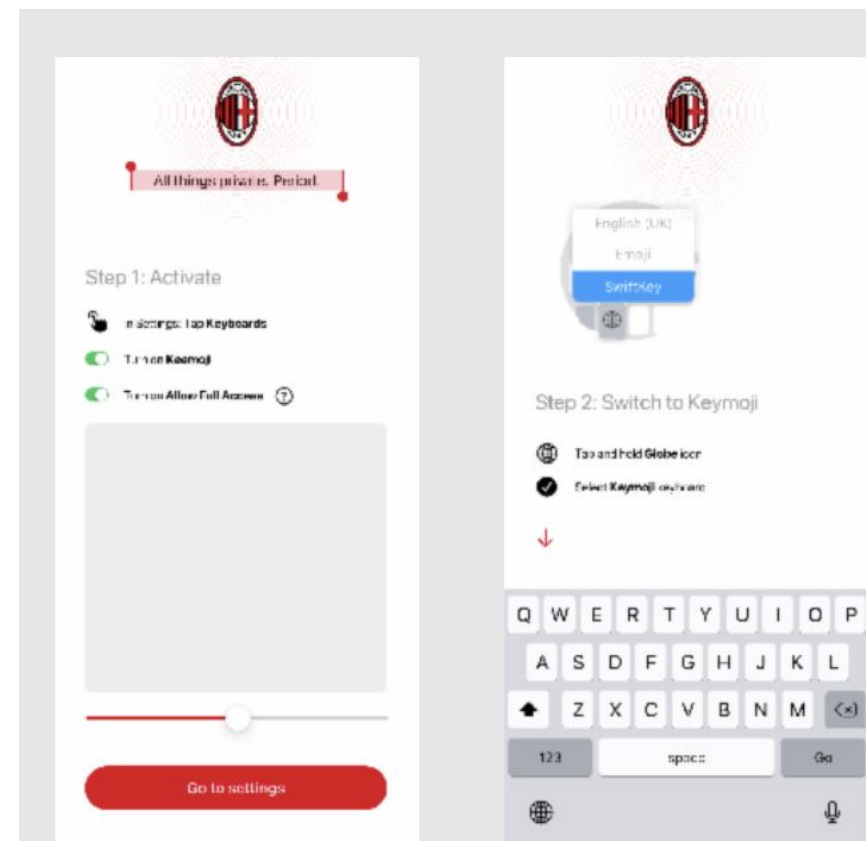 All things private. Period.
Step 1: Activate
In Settings: Tap Keyboards
Turn on Keemoji
Turn on Allow Full Access ?
Go to settings
English (UK)
Emoji
SwiftKey
Step 2: Switch to Keymoji
Tap and hold Globe icon
Select Keymoji keyboard
Q W E R T Y U I O P
A S D F G H J K L
Z X C V B N M
123 space Go